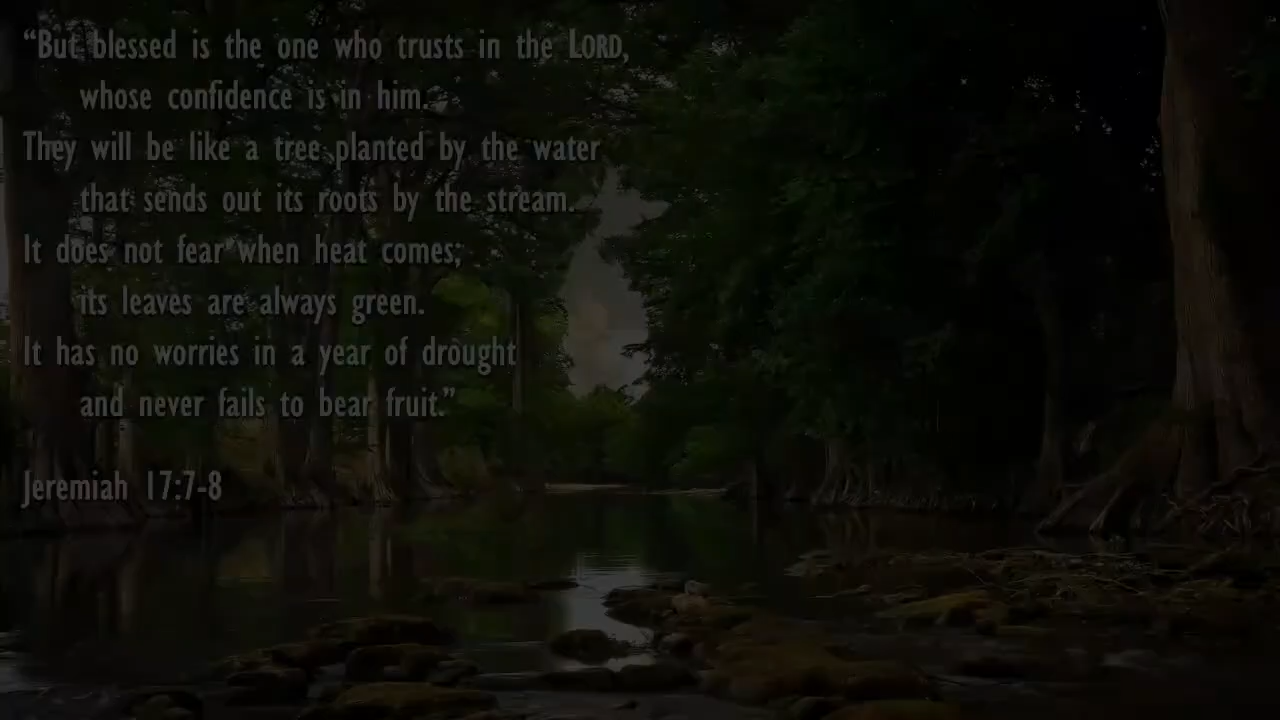 “But blessed is the one who trusts in the LORD,
whose confidence is in him.
They will be like a tree planted by the water
that sends out its roots by the stream.
It does not fear when heat comes;
its leaves are always green.
It has no worries in a year of drought
and never fails to bear fruit.”
Jeremiah 17:7-8